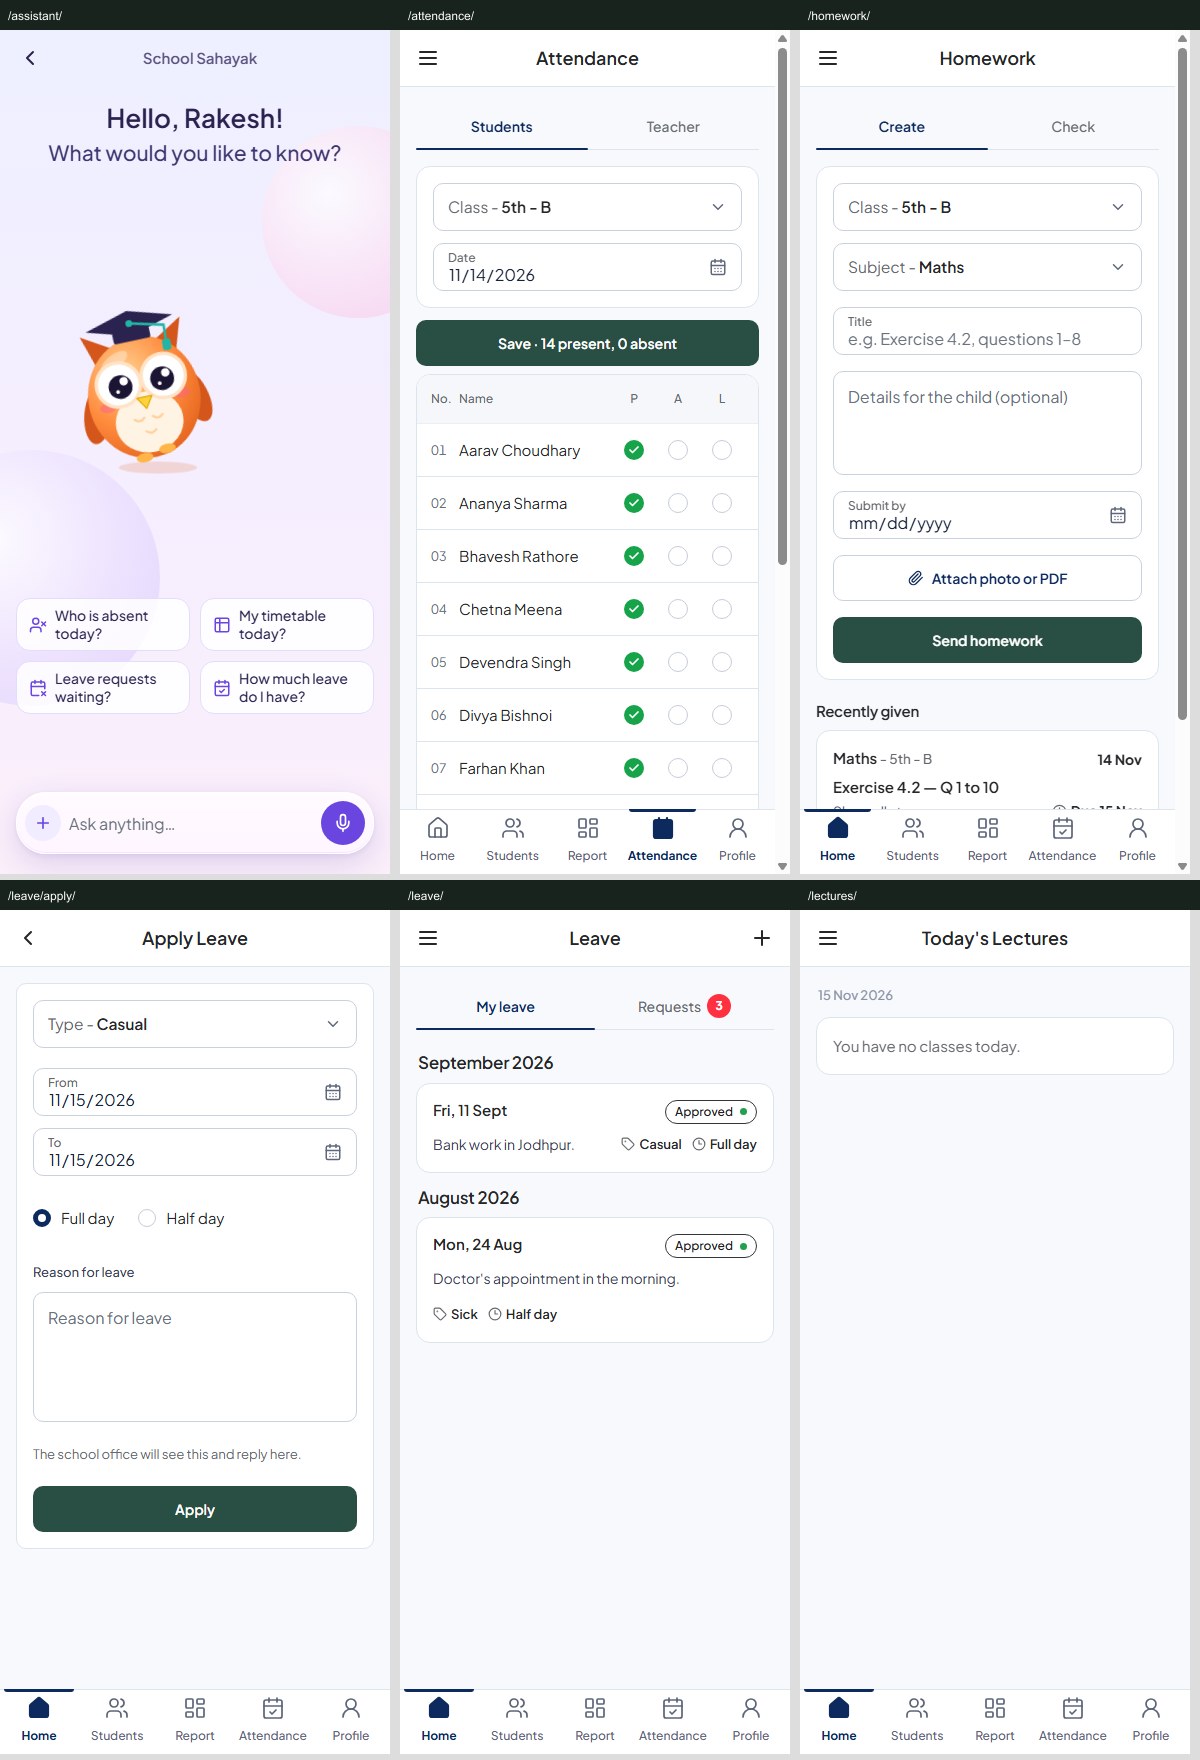 /assistant/
School Sahayak
Hello, Rakesh!
What would you like to know?
Who is absent today?
My timetable today?
Leave requests waiting?
How much leave do I have?
Ask anything...
/attendance/
Attendance
Students
Teacher
Class - 5th - B
Date
11/14/2026
Save · 14 present, 0 absent
No. Name P A L
01 Aarav Choudhary
02 Ananya Sharma
03 Bhavesh Rathore
04 Chetna Meena
05 Devendra Singh
06 Divya Bishnoi
07 Farhan Khan
Home
Students
Report
Attendance
Profile
/homework/
Homework
Create
Check
Class - 5th - B
Subject - Maths
Title
e.g. Exercise 4.2, questions 1–8
Details for the child (optional)
Submit by
mm/dd/yyyy
Attach photo or PDF
Send homework
Recently given
Maths - 5th - B
14 Nov
Exercise 4.2 — Q 1 to 10
Home
Students
Report
Attendance
Profile
/leave/apply/
Apply Leave
Type - Casual
From
11/15/2026
To
11/15/2026
Full day
Half day
Reason for leave
Reason for leave
The school office will see this and reply here.
Apply
Home
Students
Report
Attendance
Profile
/leave/
Leave
My leave
Requests 3
September 2026
Fri, 11 Sept
Approved
Bank work in Jodhpur.
Casual
Full day
August 2026
Mon, 24 Aug
Approved
Doctor's appointment in the morning.
Sick
Half day
Home
Students
Report
Attendance
Profile
/lectures/
Today's Lectures
15 Nov 2026
You have no classes today.
Home
Students
Report
Attendance
Profile